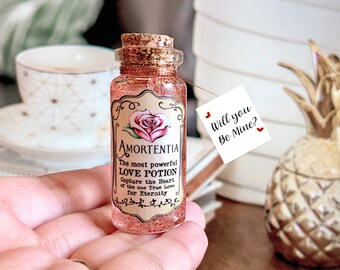 AMORTENTIA
The most powerful
LOVE POTION
Capture the Heart
of the one True Love
for Eternity
Will you
Be Mine?